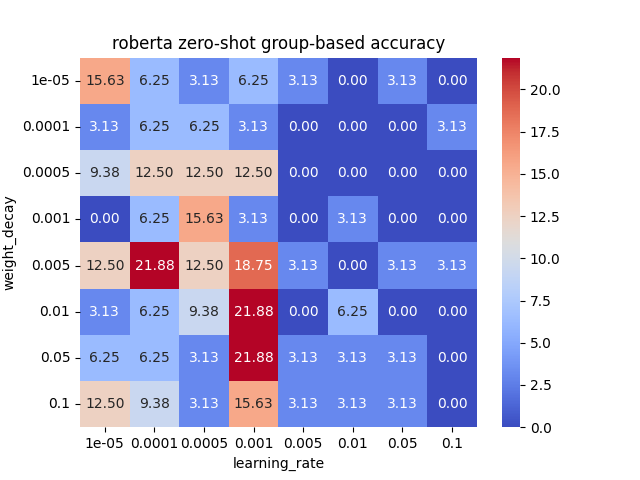 roberta zero-shot group-based accuracy
weight_decay
1e-05 15.63 6.25 3.13 6.25 3.13 0.00 3.13 0.00
0.0001 3.13 6.25 6.25 3.13 0.00 0.00 0.00 3.13
0.0005 9.38 12.50 12.50 12.50 0.00 0.00 0.00 0.00
0.001 0.00 6.25 15.63 3.13 0.00 3.13 0.00 0.00
0.005 12.50 21.88 12.50 18.75 3.13 0.00 3.13 3.13
0.01 3.13 6.25 9.38 21.88 0.00 6.25 0.00 0.00
0.05 6.25 6.25 3.13 21.88 3.13 3.13 3.13 0.00
0.1 12.50 9.38 3.13 15.63 3.13 3.13 3.13 0.00
1e-05 0.0001 0.0005 0.001 0.005 0.01 0.05 0.1
learning_rate
20.0
17.5
15.0
12.5
10.0
7.5
5.0
2.5
0.0